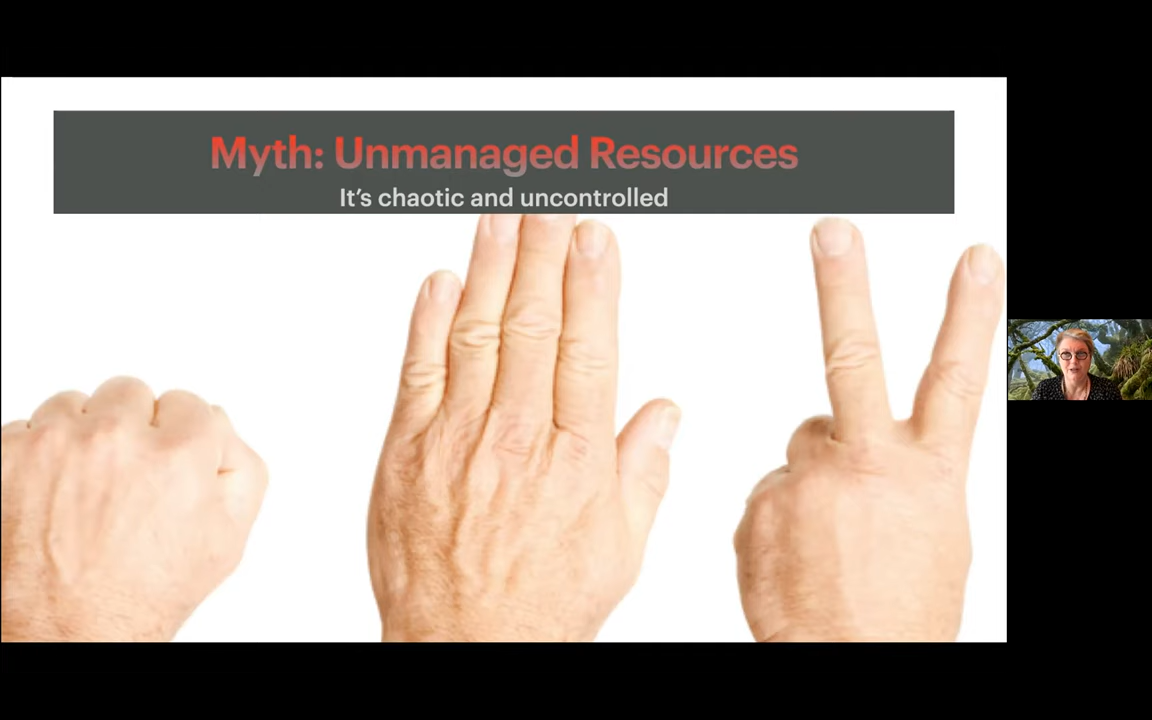 Myth: Unmanaged Resources
It’s chaotic and uncontrolled